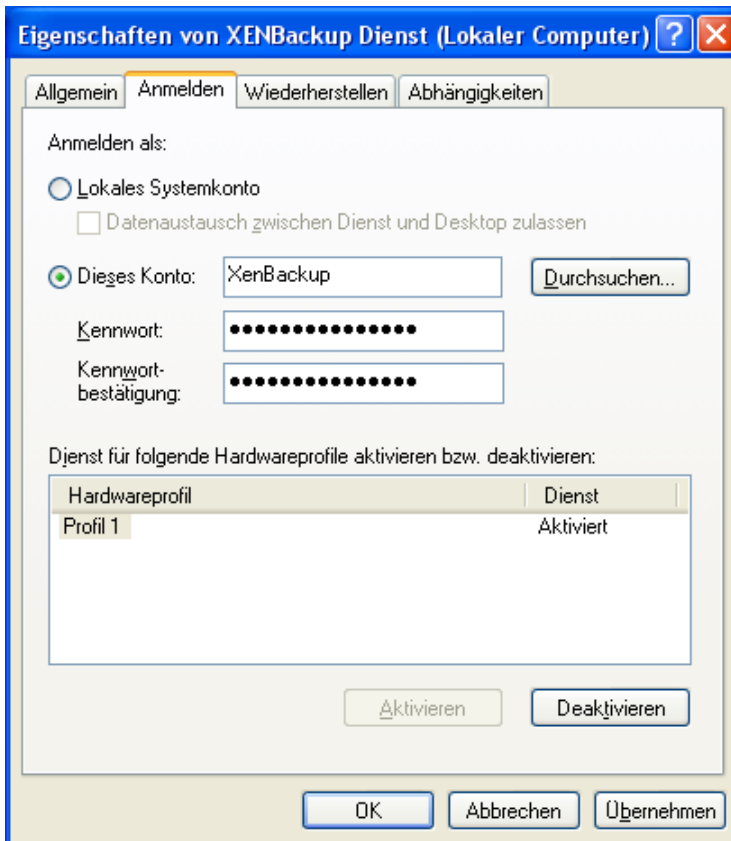 Eigenschaften von XENBackup Dienst (Lokaler Computer)
Allgemein Anmelden Wiederherstellen Abhängigkeiten
Anmelden als:
Lokales Systemkonto
Datenaustausch zwischen Dienst und Desktop zulassen
Dieses Konto: XenBackup Durchsuchen...
Kennwort: ●●●●●●●●●●●●●●●
Kennwort-
bestätigung: ●●●●●●●●●●●●●●●
Dienst für folgende Hardwareprofile aktivieren bzw. deaktivieren:
Hardwareprofil Dienst
Profil 1 Aktiviert
Aktivieren Deaktivieren
OK Abbrechen Übernehmen